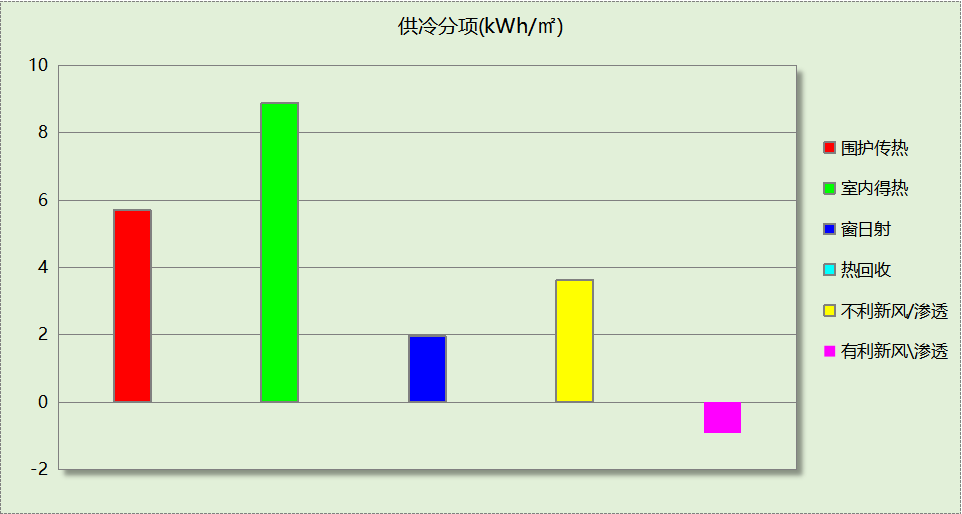 供冷分项(kWh/㎡)
10
8
6
4
2
0
-2
围护传热
室内得热
窗日射
热回收
不利新风/渗透
有利新风\渗透